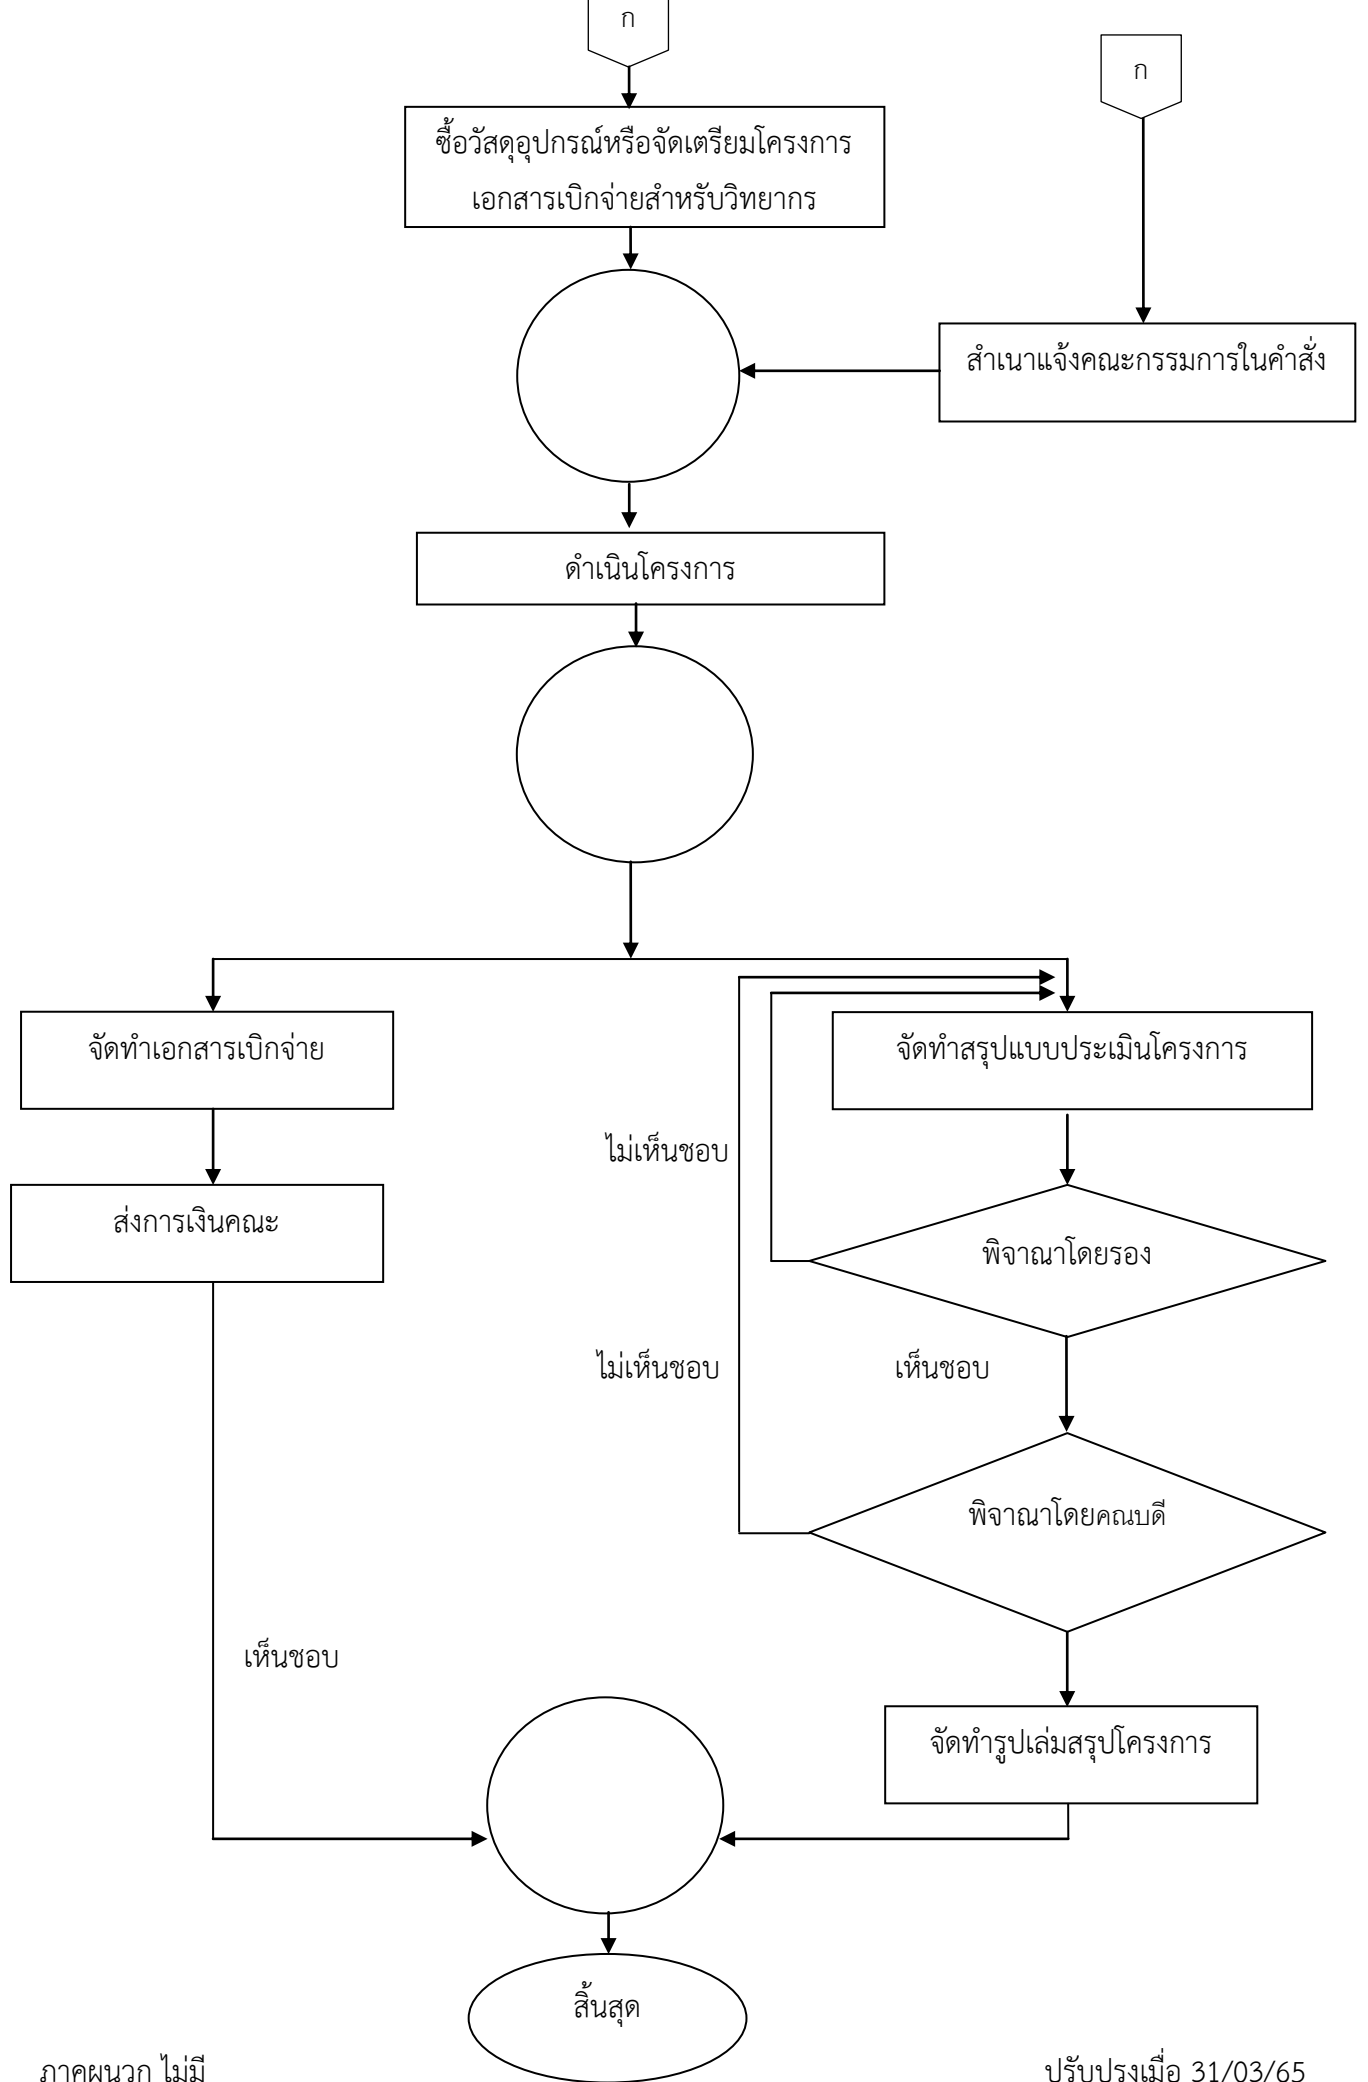 ก
ก
ซื้อวัสดุอุปกรณ์หรือจัดเตรียมโครงการ
เอกสารเบิกจ่ายสำหรับวิทยากร
สำเนาแจ้งคณะกรรมการในคำสั่ง
ดำเนินโครงการ
จัดทำเอกสารเบิกจ่าย
จัดทำสรุปแบบประเมินโครงการ
ไม่เห็นชอบ
ส่งการเงินคณะ
พิจาณาโดยรอง
ไม่เห็นชอบ
เห็นชอบ
พิจาณาโดยคณบดี
เห็นชอบ
จัดทำรูปเล่มสรุปโครงการ
สิ้นสุด
ภาคผนวก ไม่มี
ปรับปรุงเมื่อ 31/03/65